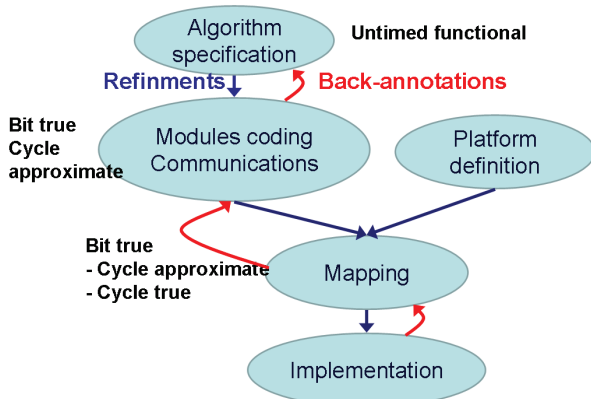 Algorithm
specification
Untimed functional
Refinments
Back-annotations
Bit true
Cycle
approximate
Modules coding
Communications
Platform
definition
Bit true
- Cycle approximate
- Cycle true
Mapping
Implementation